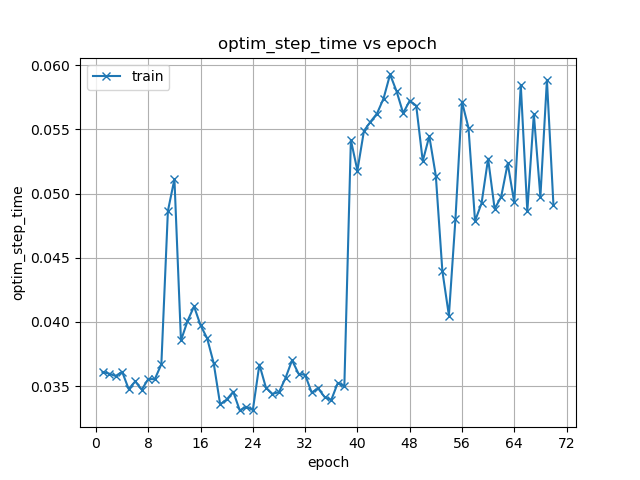 optim_step_time vs epoch
train
0.060
0.055
0.050
0.045
0.040
0.035
optim_step_time
0 8 16 24 32 40 48 56 64 72
epoch